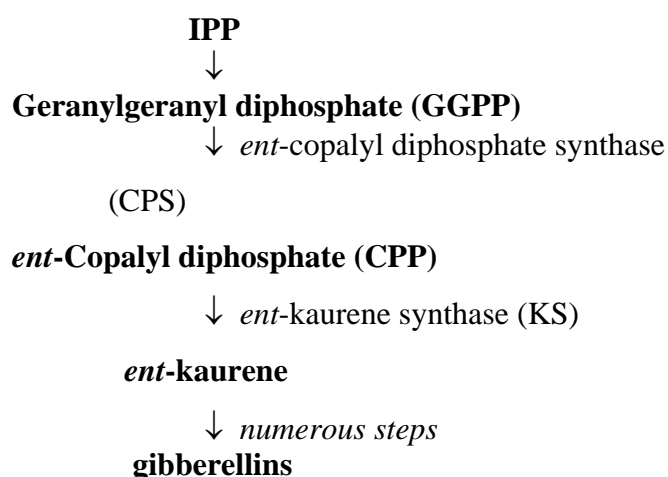 IPP
↓
Geranylgeranyl diphosphate (GGPP)
↓ ent-copalyl diphosphate synthase
(CPS)
ent-Copalyl diphosphate (CPP)
↓ ent-kaurene synthase (KS)
ent-kaurene
↓ numerous steps
gibberellins